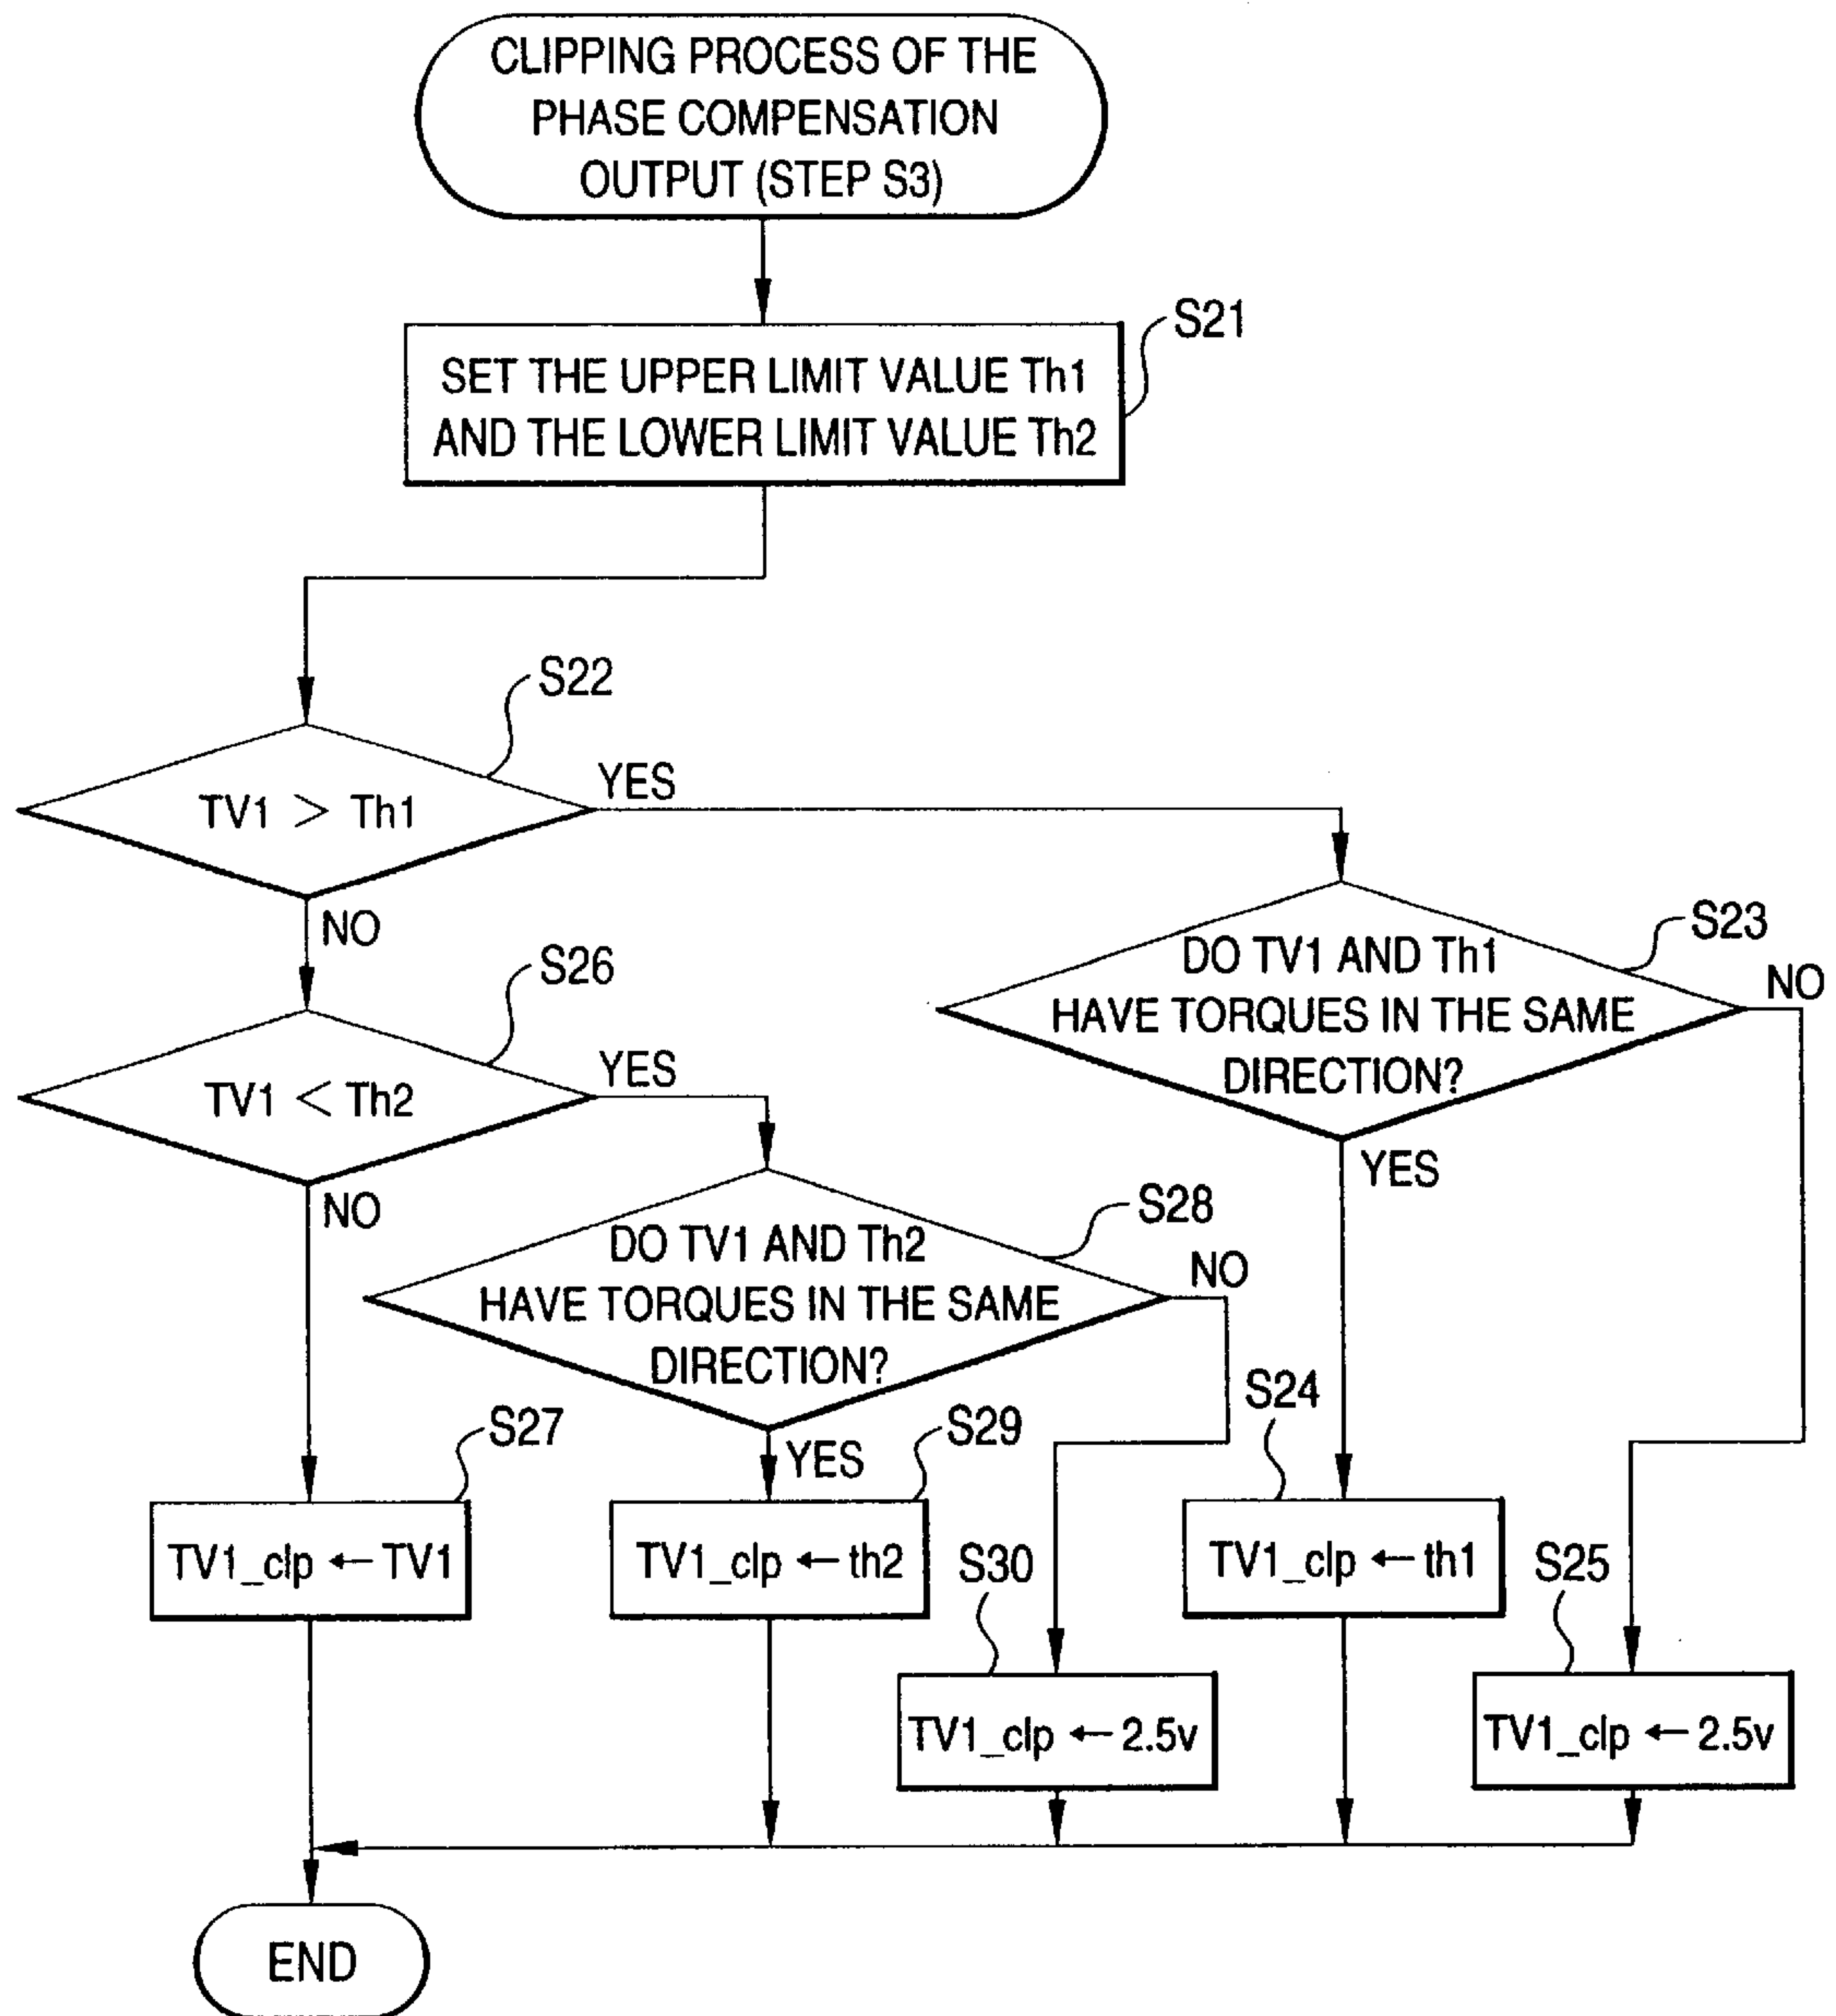 CLIPPING PROCESS OF THE
PHASE COMPENSATION
OUTPUT (STEP S3)
S21
SET THE UPPER LIMIT VALUE Th1
AND THE LOWER LIMIT VALUE Th2
S22
TV1 > Th1
YES
NO
S23
DO TV1 AND Th1
HAVE TORQUES IN THE SAME
DIRECTION?
NO
YES
S26
TV1 < Th2
YES
NO
S28
DO TV1 AND Th2
HAVE TORQUES IN THE SAME
DIRECTION?
NO
YES
S27
TV1_clp ← TV1
S29
TV1_clp ← th2
S30
TV1_clp ← 2.5v
S24
TV1_clp ← th1
S25
TV1_clp ← 2.5v
END